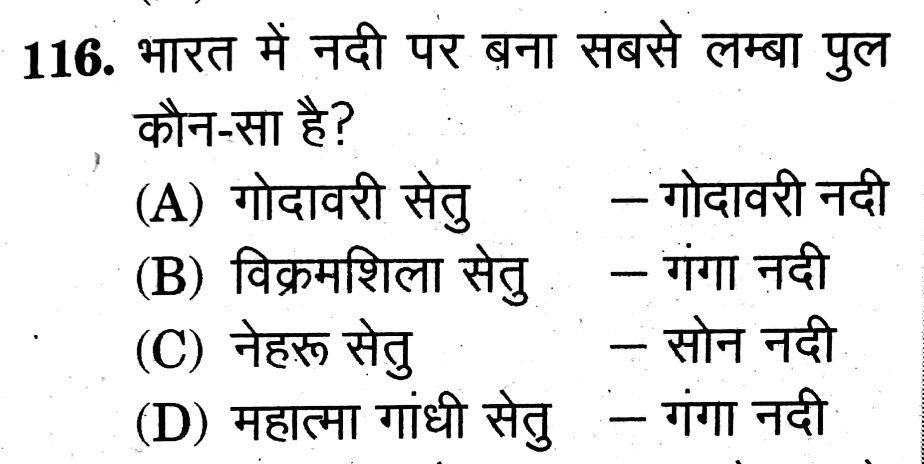 116. भारत में नदी पर बना सबसे लम्बा पुल
कौन-सा है?
(A) गोदावरी सेतु – गोदावरी नदी
(B) विक्रमशिला सेतु – गंगा नदी
(C) नेहरू सेतु – सोन नदी
(D) महात्मा गांधी सेतु – गंगा नदी